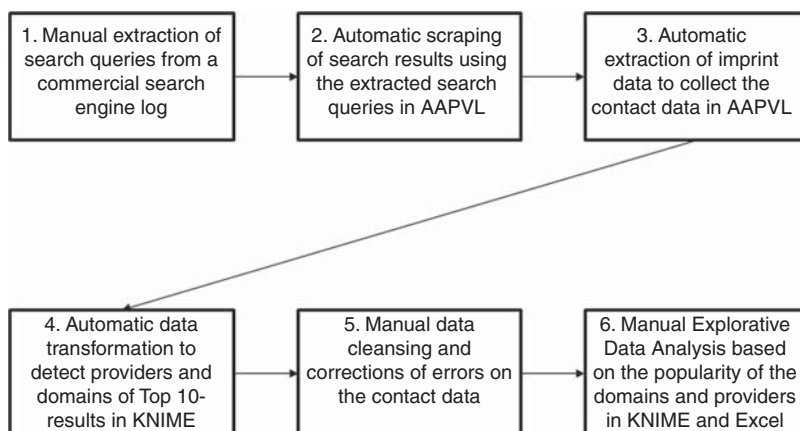 1. Manual extraction of
search queries from a
commercial search
engine log
2. Automatic scraping
of search results using
the extracted search
queries in AAPVL
3. Automatic
extraction of imprint
data to collect the
contact data in AAPVL
4. Automatic data
transformation to
detect providers and
domains of Top 10-
results in KNIME
5. Manual data
cleansing and
corrections of errors on
the contact data
6. Manual Explorative
Data Analysis based
on the popularity of the
domains and providers
in KNIME and Excel